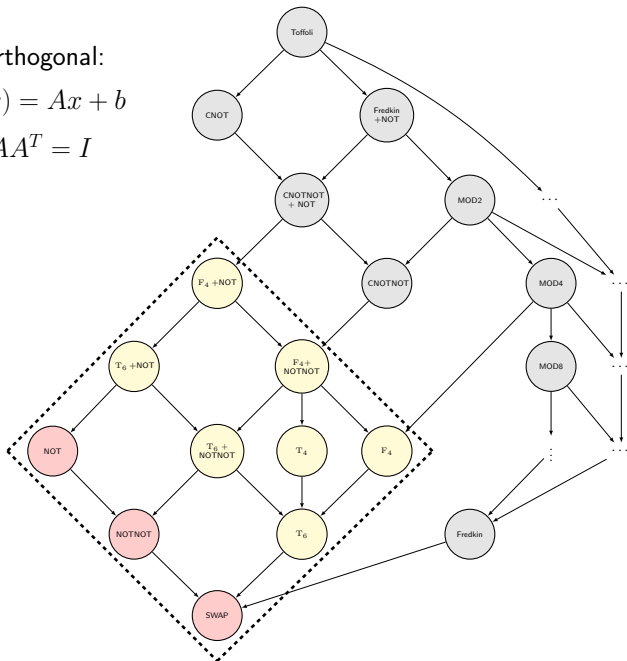 Toffoli
rthogonal:
) = Ax + b
CNOT
Fredkin
+NOT
AA^T = I
CNOTNOT
+ NOT
MOD2
...
F₄ +NOT
CNOTNOT
MOD4
...
T₆ +NOT
F₄+
NOTNOT
MOD8
...
NOT
T₆ +
NOTNOT
T₄
F₄
⋮
...
NOTNOT
T₆
Fredkin
SWAP